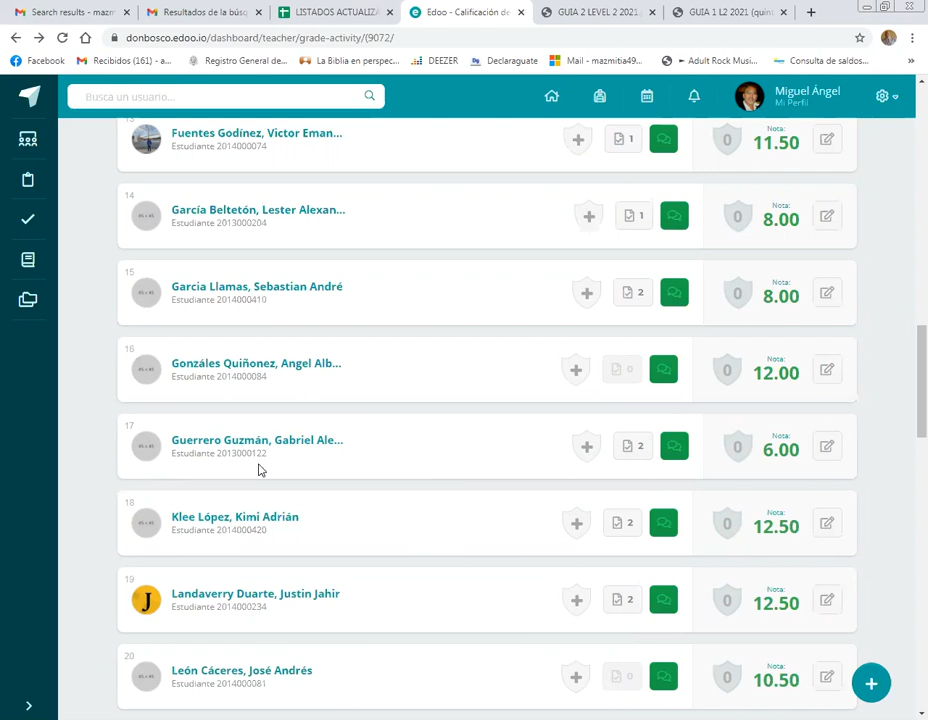 Search results - mazm
Resultados de la búsq
LISTADOS ACTUALIZA
Edoo - Calificación de
GUIA 2 LEVEL 2 2021
GUIA 1 L2 2021 (quin
donbosco.edoo.io/dashboard/teacher/grade-activity/(9072/
Facebook
Recibidos (161) - a...
Registro General de...
La Biblia en perspec...
DEEZER
Declaraguate
Mail - mazmitia49...
► Adult Rock Musi...
Consulta de saldos...
»
Busca un usuario...
Miguel Ángel
Mi Perfil
Fuentes Godínez, Victor Eman...
Estudiante 2014000074
1
0
Nota:
11.50
14
García Beltetón, Lester Alexan...
Estudiante 2013000204
1
0
Nota:
8.00
15
Garcia Llamas, Sebastian André
Estudiante 2014000410
2
0
Nota:
8.00
16
Gonzáles Quiñonez, Angel Alb...
Estudiante 2014000084
0
0
Nota:
12.00
17
Guerrero Guzmán, Gabriel Ale...
Estudiante 2013000122
2
0
Nota:
6.00
18
Klee López, Kimi Adrián
Estudiante 2014000420
2
0
Nota:
12.50
19
J
Landaverry Duarte, Justin Jahir
Estudiante 2014000234
2
0
Nota:
12.50
20
León Cáceres, José Andrés
Estudiante 2014000081
0
0
Nota:
10.50